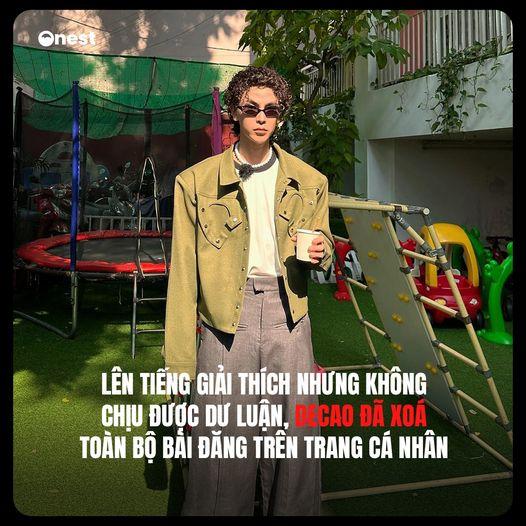 Onest
LÊN TIẾNG GIẢI THÍCH NHƯNG KHÔNG
CHỊU ĐƯỢC DƯ LUẬN, DECAO ĐÃ XOÁ
TOÀN BỘ BÀI ĐĂNG TRÊN TRANG CÁ NHÂN